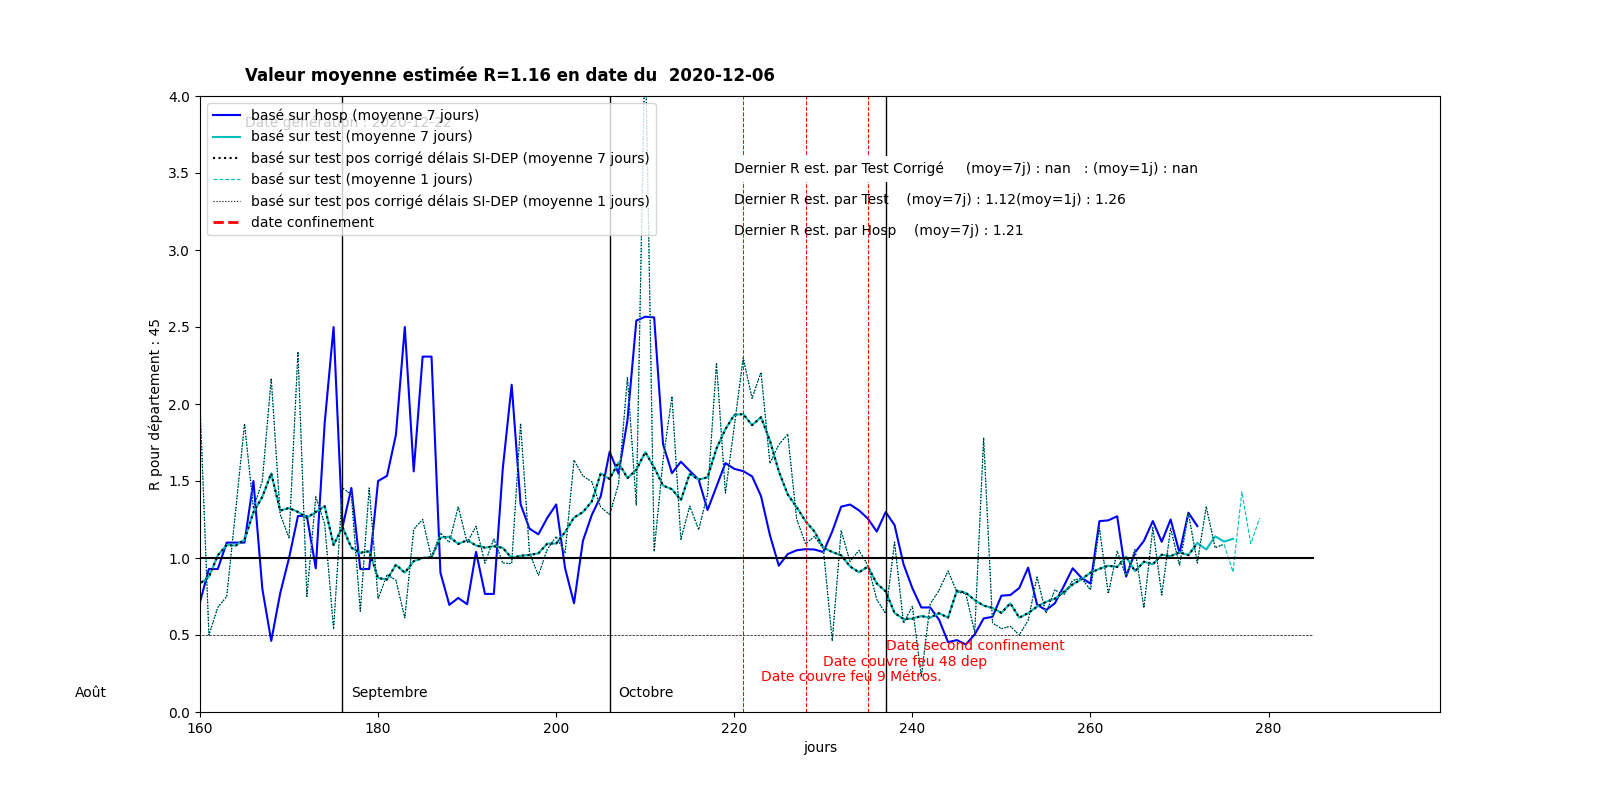 Valeur moyenne estimée R=1.16 en date du  2020-12-06
Date génération : 2020-12-22
basé sur hosp (moyenne 7 jours)
basé sur test (moyenne 7 jours)
basé sur test pos corrigé délais SI-DEP (moyenne 7 jours)
basé sur test (moyenne 1 jours)
basé sur test pos corrigé délais SI-DEP (moyenne 1 jours)
date confinement
Dernier R est. par Test Corrigé     (moy=7j) : nan   : (moy=1j) : nan
Dernier R est. par Test    (moy=7j) : 1.12(moy=1j) : 1.26
Dernier R est. par Hosp    (moy=7j) : 1.21
R pour département : 45
4.0
3.5
3.0
2.5
2.0
1.5
1.0
0.5
0.0
Date second confinement
Date couvre feu 48 dep
Date couvre feu 9 Métros.
Août
Septembre
Octobre
160 180 200 220 240 260 280
jours